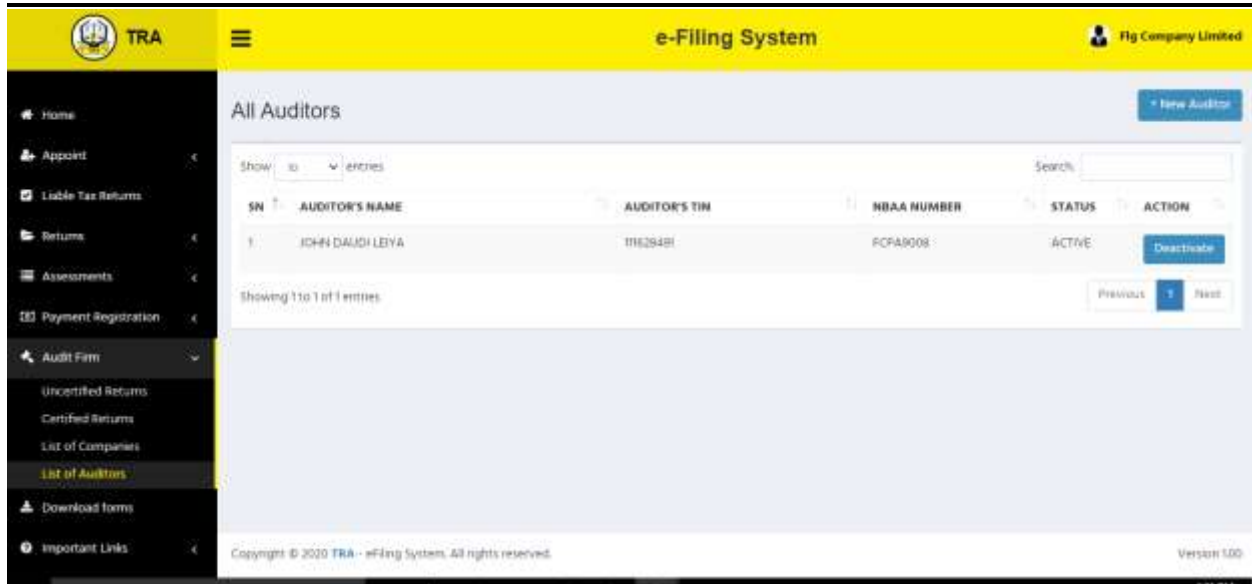 TRA
e-Filing System
Flg Company Limited
Home
Appoint
Liable Tax Returns
Returns
Assessments
Payment Registration
Audit Firm
Uncertified Returns
Certified Returns
List of Companies
List of Auditors
Download forms
Important Links
All Auditors
+ New Auditor
Show 10 entries
Search:
SN AUDITOR'S NAME AUDITOR'S TIN NBAA NUMBER STATUS ACTION
1 JOHN DAUDI LEIYA FCPA9008 ACTIVE Deactivate
Showing 1 to 1 of 1 entries
Previous 1 Next
Copyright © 2020 TRA - eFiling System. All rights reserved.
Version 1.00